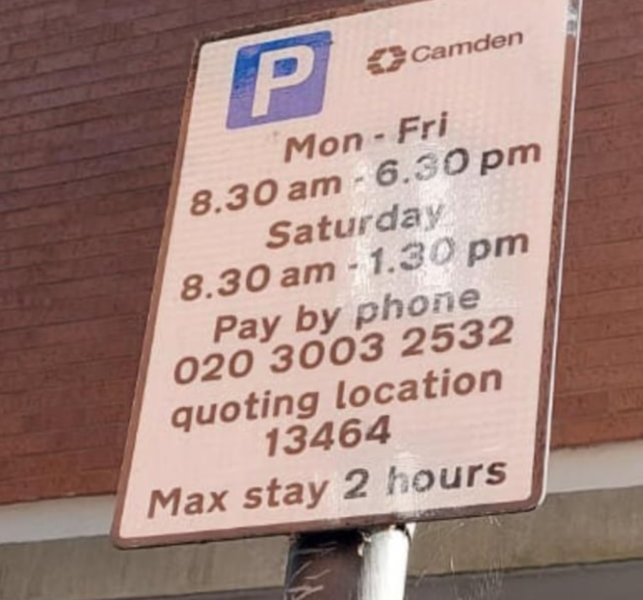 P Camden
Mon - Fri
8.30 am - 6.30 pm
Saturday
8.30 am - 1.30 pm
Pay by phone
020 3003 2532
quoting location
13464
Max stay 2 hours